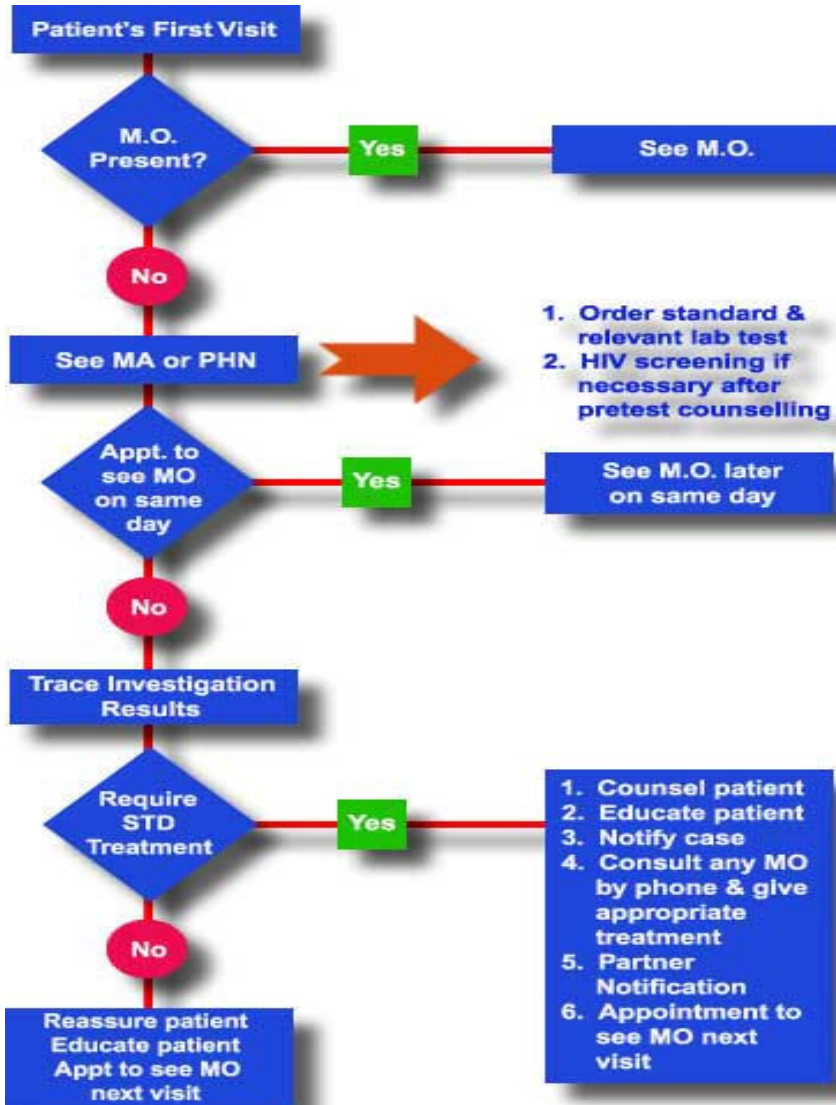 Patient's First Visit
M.O.
Present?
Yes
See M.O.
No
See MA or PHN
1. Order standard &
relevant lab test
2. HIV screening if
necessary after
pretest counselling
Appt. to
see MO
on same
day
Yes
See M.O. later
on same day
No
Trace Investigation
Results
Require
STD
Treatment
Yes
1. Counsel patient
2. Educate patient
3. Notify case
4. Consult any MO
by phone & give
appropriate
treatment
5. Partner
Notification
6. Appointment to
see MO next
visit
No
Reassure patient
Educate patient
Appt to see MO
next visit